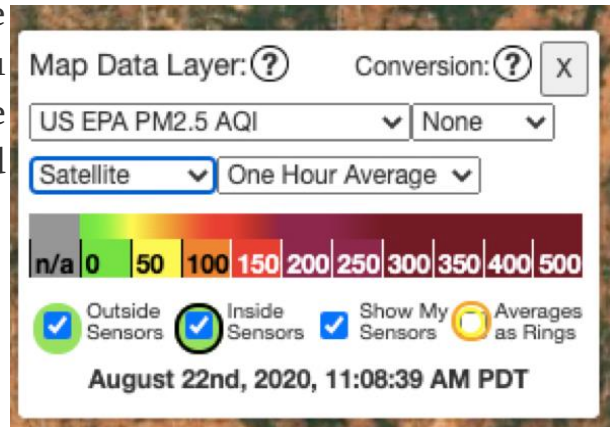 Map Data Layer: ? Conversion: ? X
US EPA PM2.5 AQI None
Satellite One Hour Average
n/a 0 50 100 150 200 250 300 350 400 500
Outside Sensors Inside Sensors Show My Sensors Averages as Rings
August 22nd, 2020, 11:08:39 AM PDT